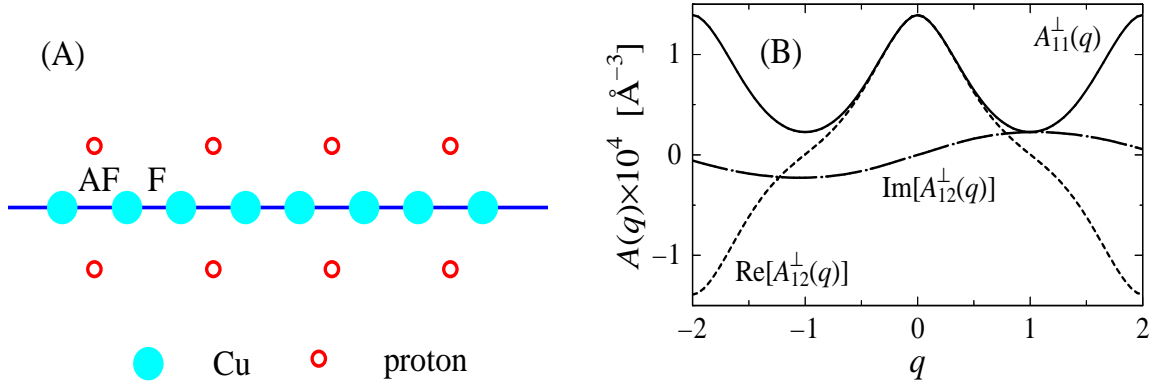 (A)
AF F
Cu
proton
(B)
A⊥11(q)
Im[A⊥12(q)]
Re[A⊥12(q)]
A(q)×10⁴ [Å⁻³]
1
0
−1
−2 −1 0 1 2
q